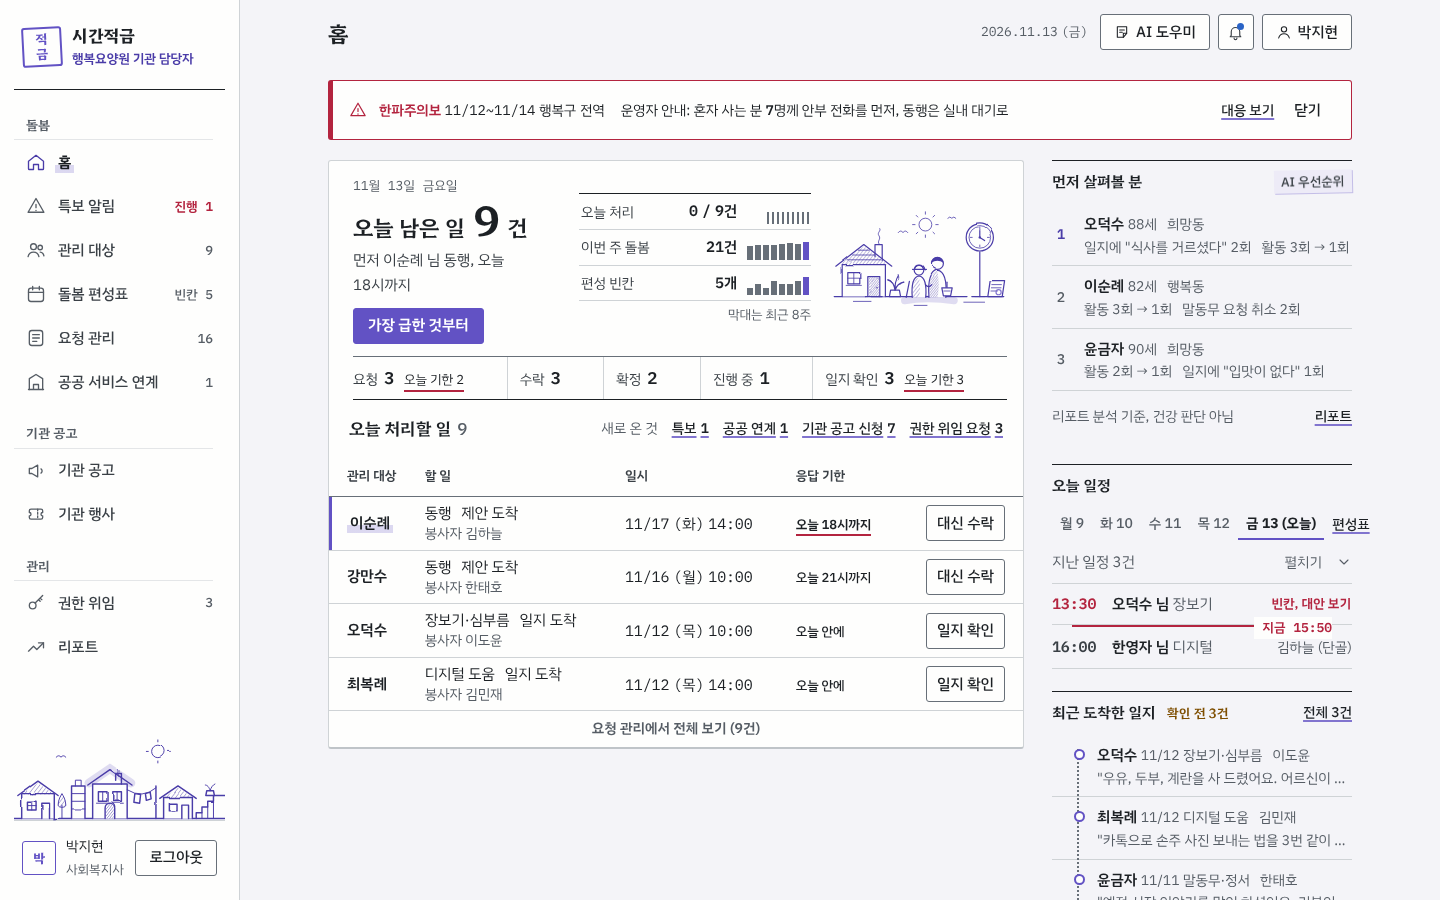 적금
시간적금
행복요양원 기관 담당자
돌봄
홈
특보 알림 진행 1
관리 대상 9
돌봄 편성표 빈칸 5
요청 관리 16
공공 서비스 연계 1
기관 공고
기관 공고
기관 행사
관리
권한 위임 3
리포트
박 박지현
사회복지사
로그아웃
홈
2026.11.13 (금) AI 도우미 박지현
한파주의보 11/12~11/14 행복구 전역 운영자 안내: 혼자 사는 분 7명께 안부 전화를 먼저, 동행은 실내 대기로 대응 보기 닫기
11월 13일 금요일
오늘 남은 일 9 건
먼저 이순례 님 동행, 오늘
18시까지
가장 급한 것부터
오늘 처리 0 / 9건
이번 주 돌봄 21건
편성 빈칸 5개
막대는 최근 8주
요청 3 오늘 기한 2 수락 3 확정 2 진행 중 1 일지 확인 3 오늘 기한 3
오늘 처리할 일 9 새로 온 것 특보 1 공공 연계 1 기관 공고 신청 7 권한 위임 요청 3
관리 대상 할 일 일시 응답 기한
이순례 동행 제안 도착 11/17 (화) 14:00 오늘 18시까지 대신 수락
봉사자 김하늘
강만수 동행 제안 도착 11/16 (월) 10:00 오늘 21시까지 대신 수락
봉사자 한태호
오덕수 장보기·심부름 일지 도착 11/12 (목) 10:00 오늘 안에 일지 확인
봉사자 이도윤
최복례 디지털 도움 일지 도착 11/12 (목) 14:00 오늘 안에 일지 확인
봉사자 김민재
요청 관리에서 전체 보기 (9건)
먼저 살펴볼 분 AI 우선순위
1 오덕수 88세 희망동
일지에 "식사를 거르셨다" 2회 활동 3회 → 1회
2 이순례 82세 행복동
활동 3회 → 1회 말동무 요청 취소 2회
3 윤금자 90세 희망동
활동 2회 → 1회 일지에 "입맛이 없다" 1회
리포트 분석 기준, 건강 판단 아님 리포트
오늘 일정
월 9 화 10 수 11 목 12 금 13 (오늘) 편성표
지난 일정 3건 펼치기
13:30 오덕수 님 장보기 빈칸, 대안 보기
지금 15:50
16:00 한영자 님 디지털 김하늘 (단골)
최근 도착한 일지 확인 전 3건 전체 3건
오덕수 11/12 장보기·심부름 이도윤
"우유, 두부, 계란을 사 드렸어요. 어르신이 ...
최복례 11/12 디지털 도움 김민재
"카톡으로 손주 사진 보내는 법을 3번 같이 ...
윤금자 11/11 말동무·정서 한태호